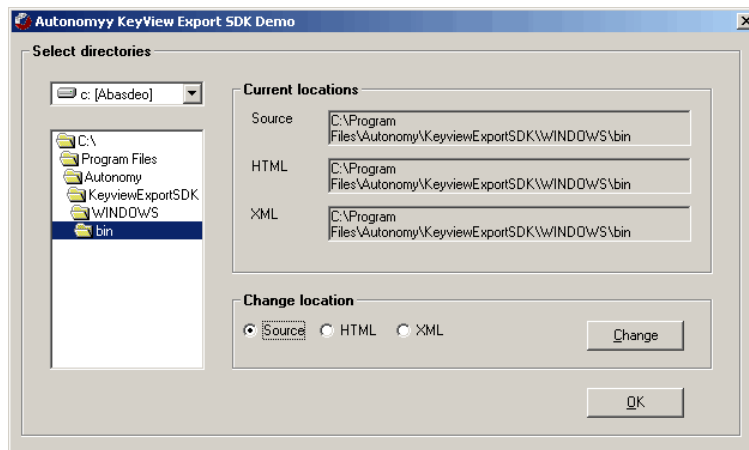 Autonomyy KeyView Export SDK Demo
Select directories
c: [Abasdeo]
C:\
Program Files
Autonomy
KeyviewExportSDK
WINDOWS
bin
Current locations
Source
C:\Program
Files\Autonomy\KeyviewExportSDK\WINDOWS\bin
HTML
C:\Program
Files\Autonomy\KeyviewExportSDK\WINDOWS\bin
XML
C:\Program
Files\Autonomy\KeyviewExportSDK\WINDOWS\bin
Change location
Source HTML XML
Change
OK